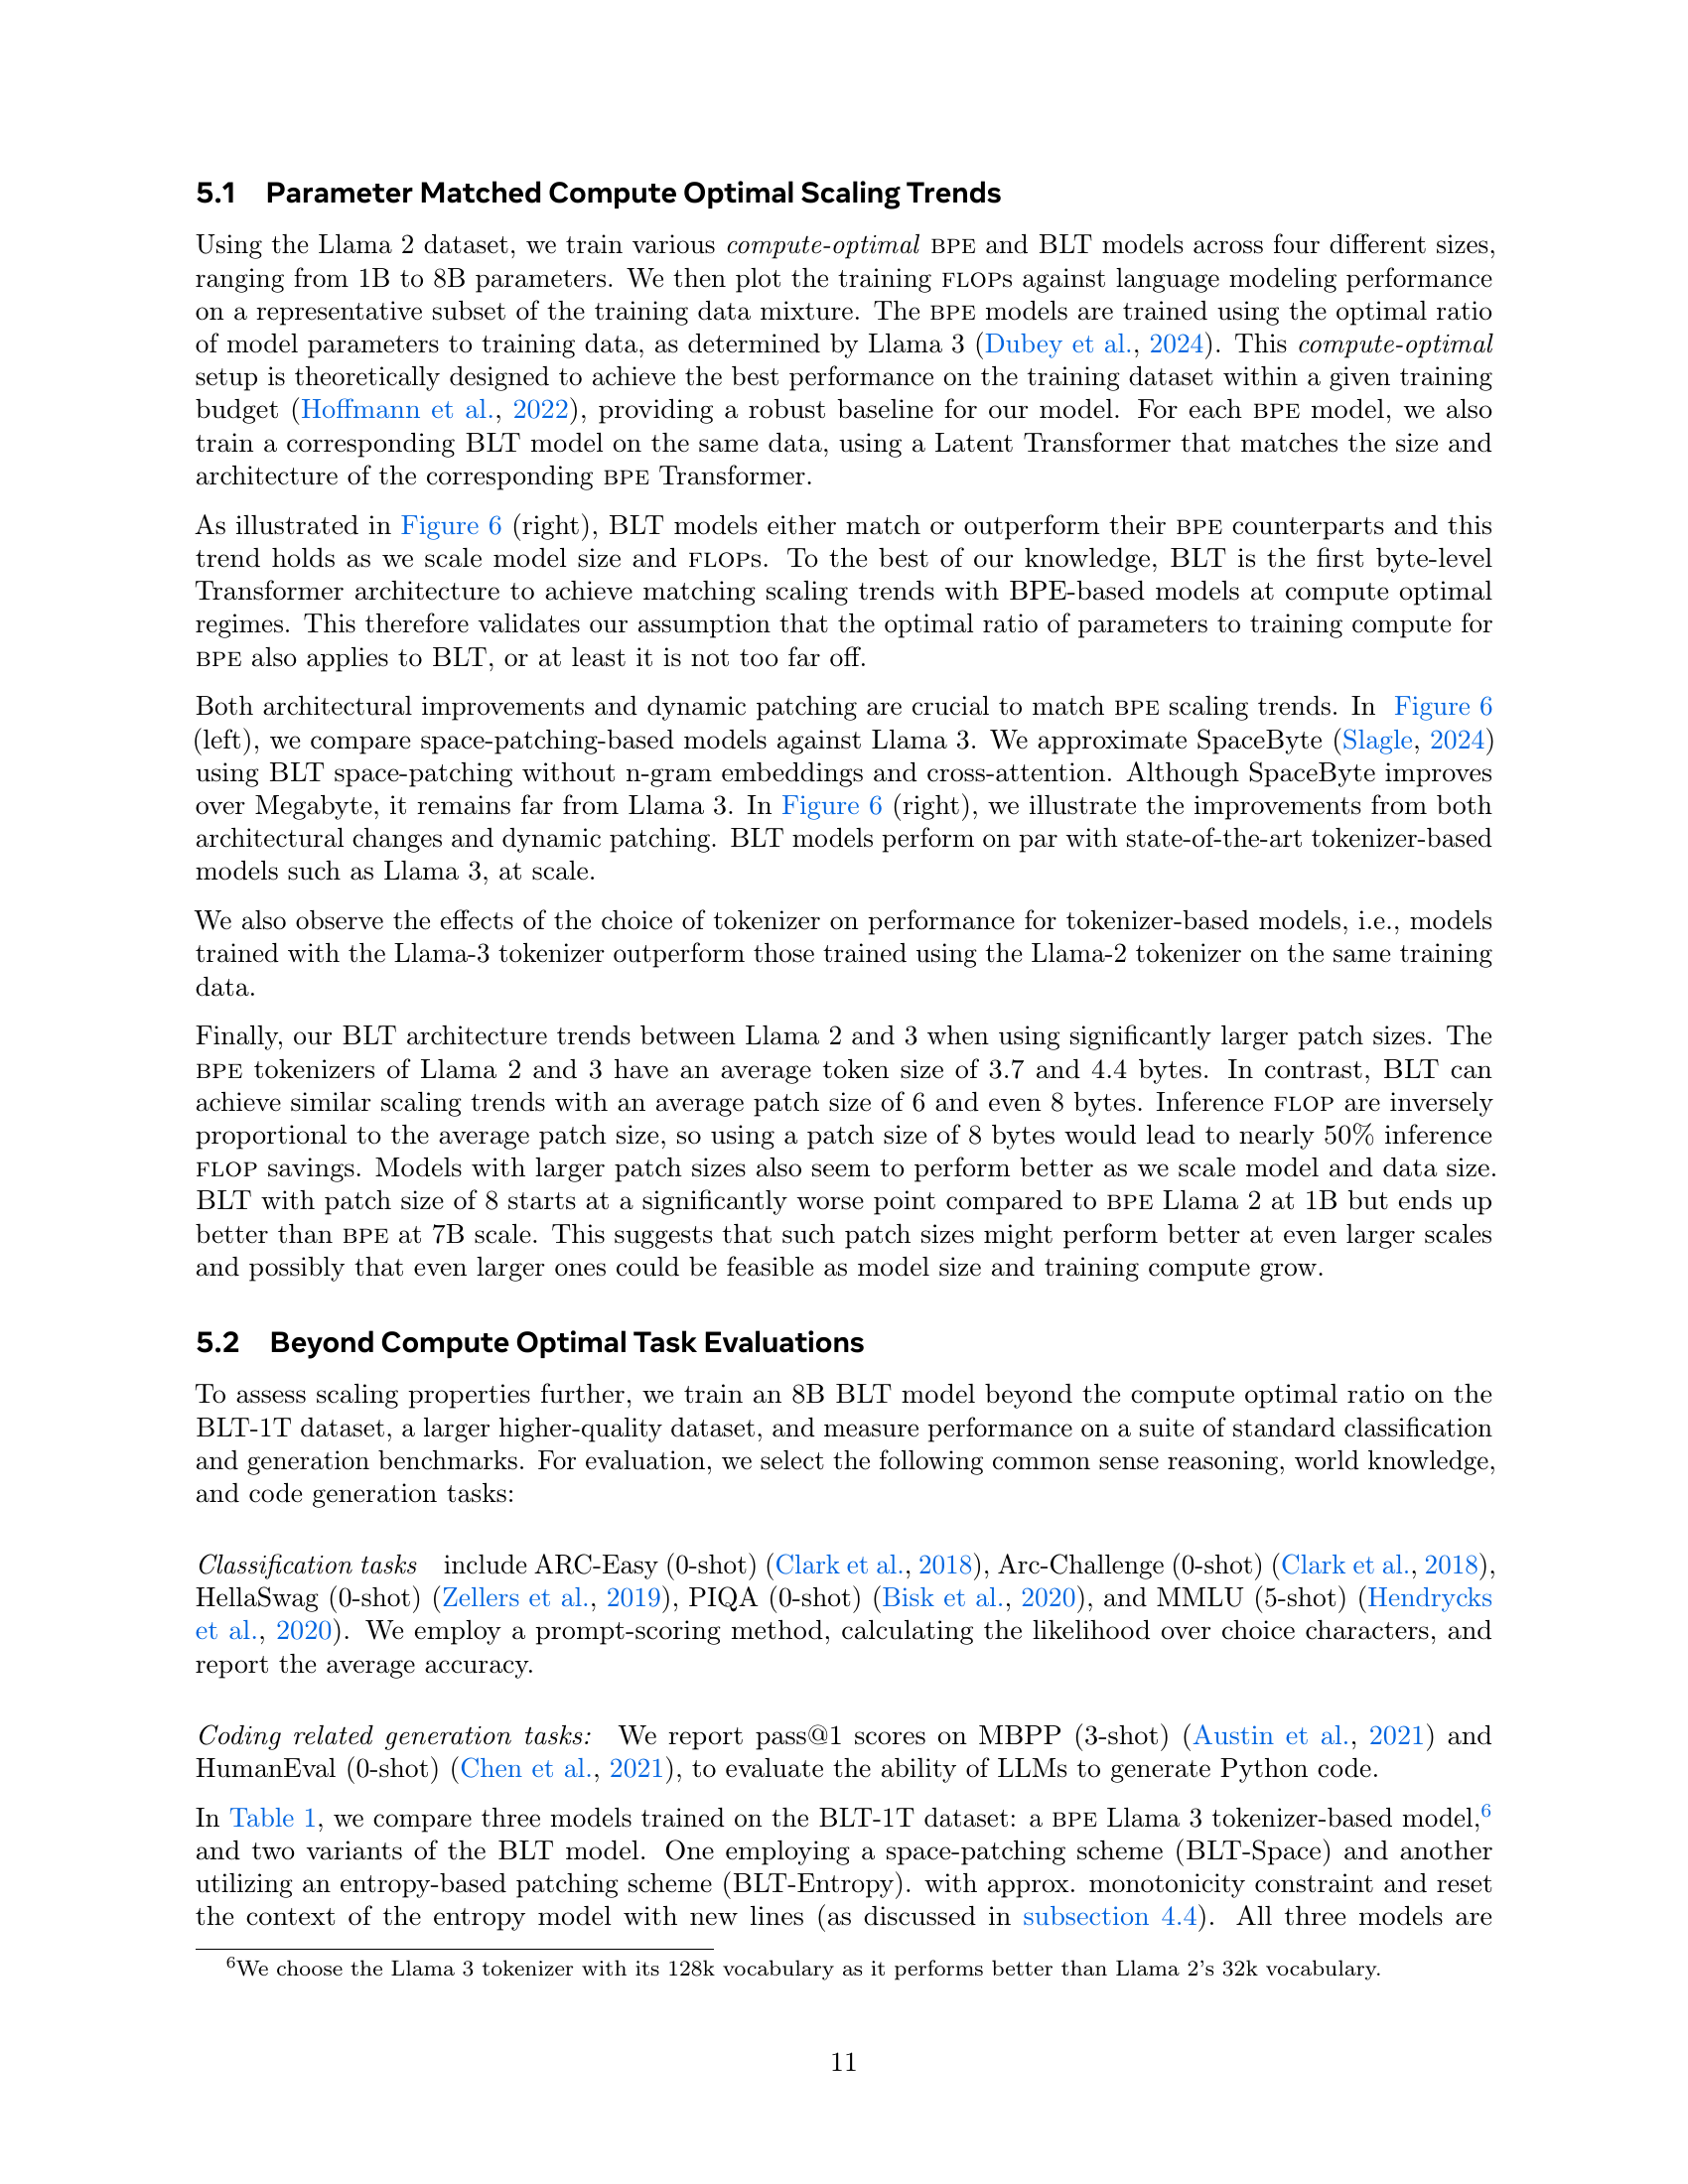 5.1 Parameter Matched Compute Optimal Scaling Trends
Using the Llama 2 dataset, we train various compute-optimal BPE and BLT models across four different sizes,
ranging from 1B to 8B parameters. We then plot the training FLOPs against language modeling performance
on a representative subset of the training data mixture. The BPE models are trained using the optimal ratio
of model parameters to training data, as determined by Llama 3 (Dubey et al., 2024). This compute-optimal
setup is theoretically designed to achieve the best performance on the training dataset within a given training
budget (Hoffmann et al., 2022), providing a robust baseline for our model. For each BPE model, we also
train a corresponding BLT model on the same data, using a Latent Transformer that matches the size and
architecture of the corresponding BPE Transformer.
As illustrated in Figure 6 (right), BLT models either match or outperform their BPE counterparts and this
trend holds as we scale model size and FLOPs. To the best of our knowledge, BLT is the first byte-level
Transformer architecture to achieve matching scaling trends with BPE-based models at compute optimal
regimes. This therefore validates our assumption that the optimal ratio of parameters to training compute for
BPE also applies to BLT, or at least it is not too far off.
Both architectural improvements and dynamic patching are crucial to match BPE scaling trends. In Figure 6
(left), we compare space-patching-based models against Llama 3. We approximate SpaceByte (Slagle, 2024)
using BLT space-patching without n-gram embeddings and cross-attention. Although SpaceByte improves
over Megabyte, it remains far from Llama 3. In Figure 6 (right), we illustrate the improvements from both
architectural changes and dynamic patching. BLT models perform on par with state-of-the-art tokenizer-based
models such as Llama 3, at scale.
We also observe the effects of the choice of tokenizer on performance for tokenizer-based models, i.e., models
trained with the Llama-3 tokenizer outperform those trained using the Llama-2 tokenizer on the same training
data.
Finally, our BLT architecture trends between Llama 2 and 3 when using significantly larger patch sizes. The
BPE tokenizers of Llama 2 and 3 have an average token size of 3.7 and 4.4 bytes. In contrast, BLT can
achieve similar scaling trends with an average patch size of 6 and even 8 bytes. Inference FLOP are inversely
proportional to the average patch size, so using a patch size of 8 bytes would lead to nearly 50% inference
FLOP savings. Models with larger patch sizes also seem to perform better as we scale model and data size.
BLT with patch size of 8 starts at a significantly worse point compared to BPE Llama 2 at 1B but ends up
better than BPE at 7B scale. This suggests that such patch sizes might perform better at even larger scales
and possibly that even larger ones could be feasible as model size and training compute grow.
5.2 Beyond Compute Optimal Task Evaluations
To assess scaling properties further, we train an 8B BLT model beyond the compute optimal ratio on the
BLT-1T dataset, a larger higher-quality dataset, and measure performance on a suite of standard classification
and generation benchmarks. For evaluation, we select the following common sense reasoning, world knowledge,
and code generation tasks:
Classification tasks include ARC-Easy (0-shot) (Clark et al., 2018), Arc-Challenge (0-shot) (Clark et al., 2018),
HellaSwag (0-shot) (Zellers et al., 2019), PIQA (0-shot) (Bisk et al., 2020), and MMLU (5-shot) (Hendrycks
et al., 2020). We employ a prompt-scoring method, calculating the likelihood over choice characters, and
report the average accuracy.
Coding related generation tasks: We report pass@1 scores on MBPP (3-shot) (Austin et al., 2021) and
HumanEval (0-shot) (Chen et al., 2021), to evaluate the ability of LLMs to generate Python code.
In Table 1, we compare three models trained on the BLT-1T dataset: a BPE Llama 3 tokenizer-based model,6
and two variants of the BLT model. One employing a space-patching scheme (BLT-Space) and another
utilizing an entropy-based patching scheme (BLT-Entropy). with approx. monotonicity constraint and reset
the context of the entropy model with new lines (as discussed in subsection 4.4). All three models are
6We choose the Llama 3 tokenizer with its 128k vocabulary as it performs better than Llama 2's 32k vocabulary.
11